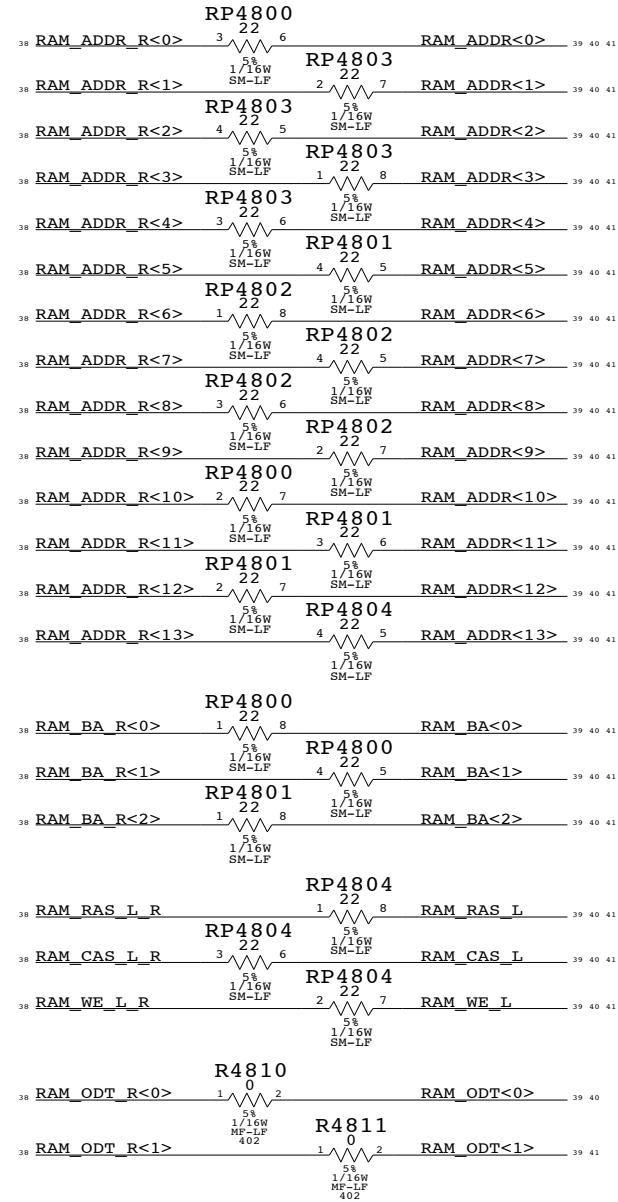 RP4800
22
38 RAM_ADDR_R<0> 3 6 RAM_ADDR<0> 39 40 41
5%
1/16W
SM-LF
RP4803
22
38 RAM_ADDR_R<1> 2 7 RAM_ADDR<1> 39 40 41
5%
1/16W
SM-LF
RP4803
22
38 RAM_ADDR_R<2> 4 5 RAM_ADDR<2> 39 40 41
5%
1/16W
SM-LF
RP4803
22
38 RAM_ADDR_R<3> 1 8 RAM_ADDR<3> 39 40 41
5%
1/16W
SM-LF
RP4803
22
38 RAM_ADDR_R<4> 3 6 RAM_ADDR<4> 39 40 41
5%
1/16W
SM-LF
RP4801
22
38 RAM_ADDR_R<5> 4 5 RAM_ADDR<5> 39 40 41
5%
1/16W
SM-LF
RP4802
22
38 RAM_ADDR_R<6> 1 8 RAM_ADDR<6> 39 40 41
5%
1/16W
SM-LF
RP4802
22
38 RAM_ADDR_R<7> 4 5 RAM_ADDR<7> 39 40 41
5%
1/16W
SM-LF
RP4802
22
38 RAM_ADDR_R<8> 3 6 RAM_ADDR<8> 39 40 41
5%
1/16W
SM-LF
RP4802
22
38 RAM_ADDR_R<9> 2 7 RAM_ADDR<9> 39 40 41
5%
1/16W
SM-LF
RP4800
22
38 RAM_ADDR_R<10> 2 7 RAM_ADDR<10> 39 40 41
5%
1/16W
SM-LF
RP4801
22
38 RAM_ADDR_R<11> 3 6 RAM_ADDR<11> 39 40 41
5%
1/16W
SM-LF
RP4801
22
38 RAM_ADDR_R<12> 2 7 RAM_ADDR<12> 39 40 41
5%
1/16W
SM-LF
RP4804
22
38 RAM_ADDR_R<13> 4 5 RAM_ADDR<13> 39 40 41
5%
1/16W
SM-LF
RP4800
22
38 RAM_BA_R<0> 1 8 RAM_BA<0> 39 40 41
5%
1/16W
SM-LF
RP4800
22
38 RAM_BA_R<1> 4 5 RAM_BA<1> 39 40 41
5%
1/16W
SM-LF
RP4801
22
38 RAM_BA_R<2> 1 8 RAM_BA<2> 39 40 41
5%
1/16W
SM-LF
RP4804
22
38 RAM_RAS_L_R 1 8 RAM_RAS_L 39 40 41
5%
1/16W
SM-LF
RP4804
22
38 RAM_CAS_L_R 3 6 RAM_CAS_L 39 40 41
5%
1/16W
SM-LF
RP4804
22
38 RAM_WE_L_R 2 7 RAM_WE_L 39 40 41
5%
1/16W
SM-LF
R4810
0
38 RAM_ODT_R<0> 1 2 RAM_ODT<0> 39 40
5%
1/16W
MF-LF
402
R4811
0
38 RAM_ODT_R<1> 1 2 RAM_ODT<1> 39 41
5%
1/16W
MF-LF
402